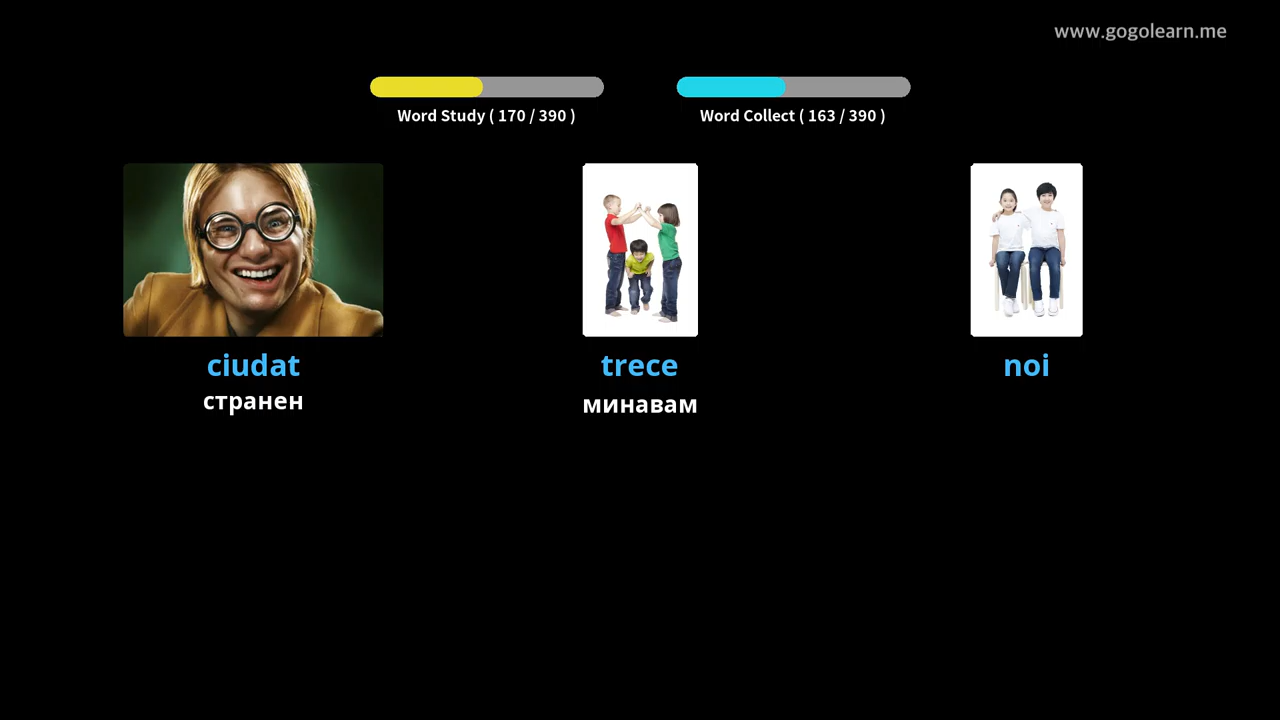 www.gogolearn.me
Word Study ( 170 / 390 )
Word Collect ( 163 / 390 )
ciudat
trece
noi
странен
минавам